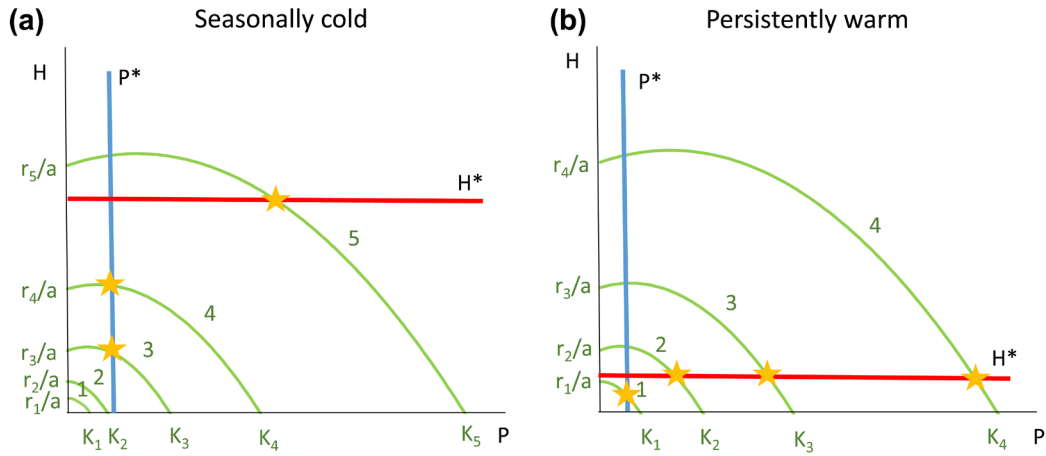 (a) Seasonally cold
H
P*
r₅/a
H*
5
r₄/a
4
r₃/a
3
r₂/a
2
1
r₁/a
K₁ K₂ K₃ K₄ K₅ P
(b) Persistently warm
H
P*
r₄/a
4
r₃/a
3
r₂/a
2
H*
r₁/a
1
K₁ K₂ K₃ K₄ P